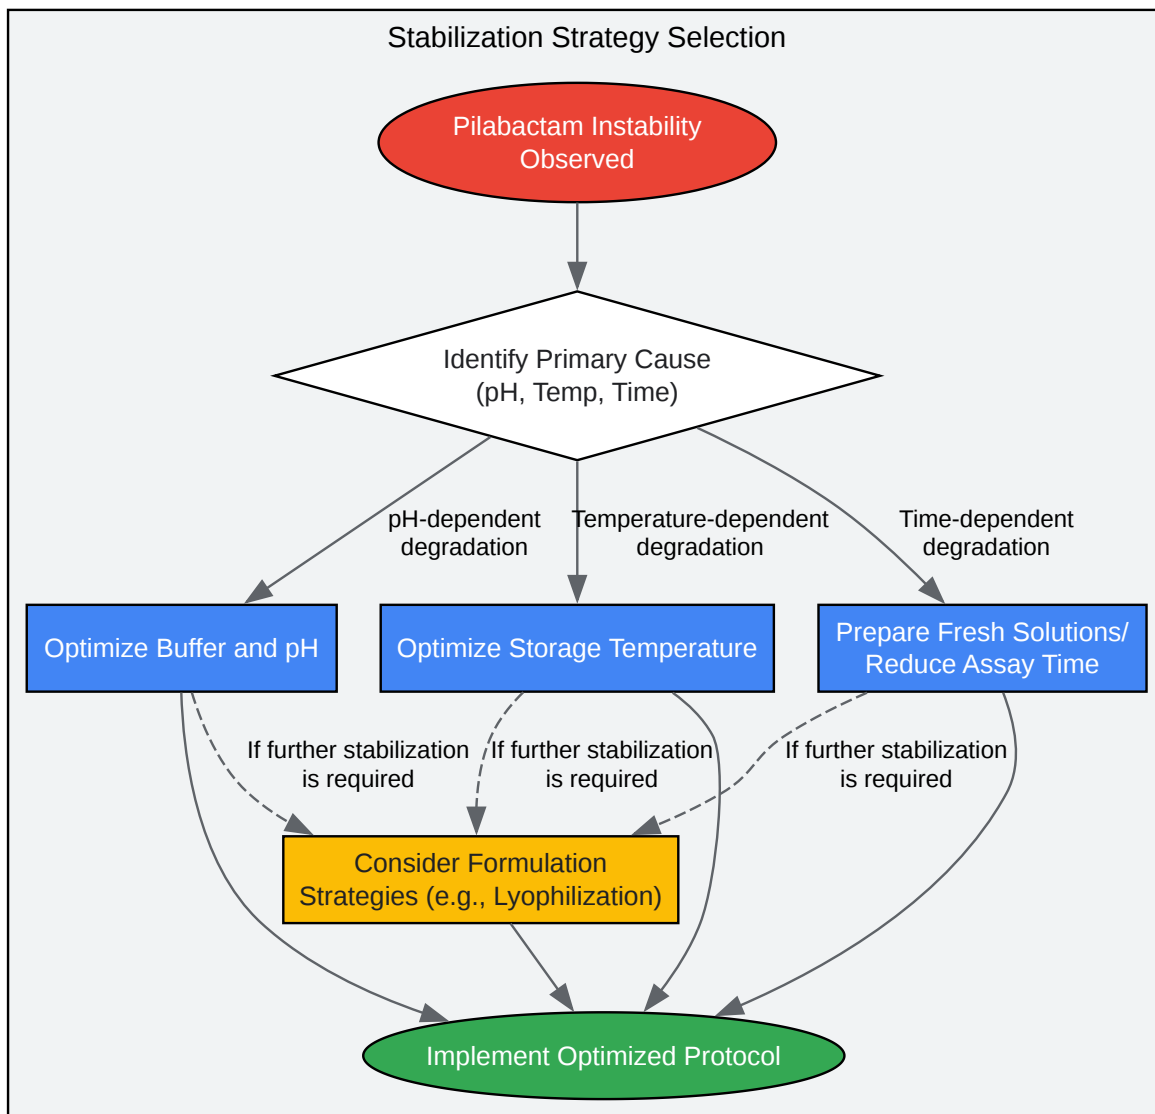 Stabilization Strategy Selection
Pilabactam Instability
Observed
Identify Primary Cause
(pH, Temp, Time)
pH-dependent
degradation
Temperature-dependent
degradation
Time-dependent
degradation
Optimize Buffer and pH
Optimize Storage Temperature
Prepare Fresh Solutions/
Reduce Assay Time
If further stabilization
is required
If further stabilization
is required
If further stabilization
is required
Consider Formulation
Strategies (e.g., Lyophilization)
Implement Optimized Protocol